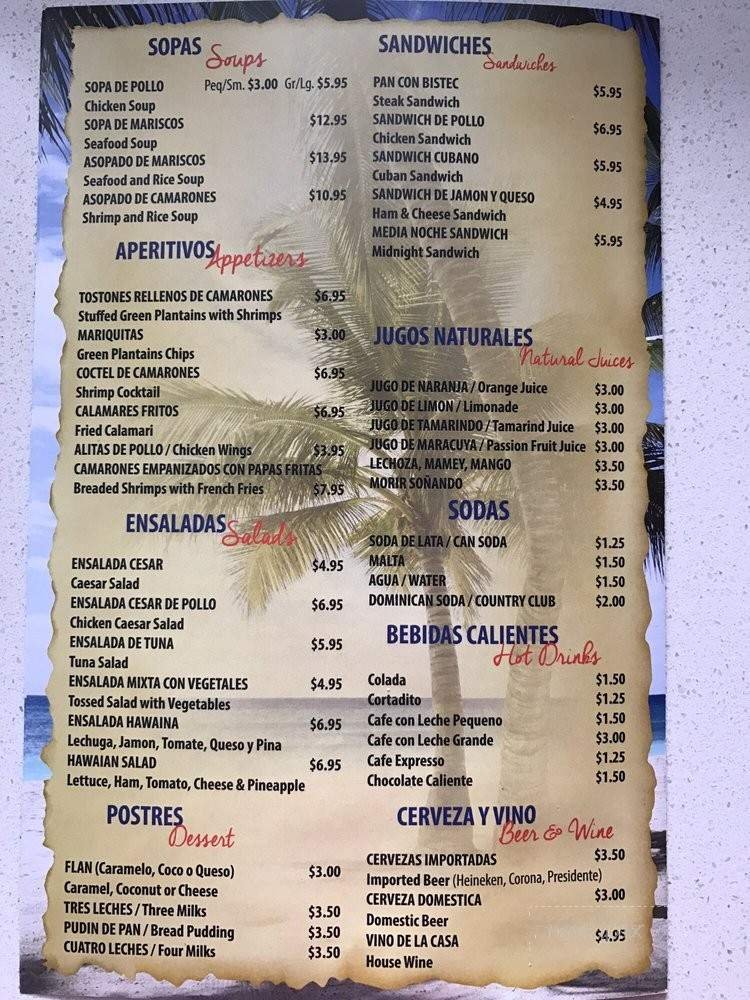 SOPAS Soups
SOPA DE POLLO Peq/Sm. $3.00 Gr/Lg. $5.95
Chicken Soup
SOPA DE MARISCOS $12.95
Seafood Soup
ASOPADO DE MARISCOS $13.95
Seafood and Rice Soup
ASOPADO DE CAMARONES $10.95
Shrimp and Rice Soup
APERITIVOS Appetizers
TOSTONES RELLENOS DE CAMARONES $6.95
Stuffed Green Plantains with Shrimps
MARIQUITAS $3.00
Green Plantains Chips
COCTEL DE CAMARONES $6.95
Shrimp Cocktail
CALAMARES FRITOS $6.95
Fried Calamari
ALITAS DE POLLO / Chicken Wings $3.95
CAMARONES EMPANIZADOS CON PAPAS FRITAS
Breaded Shrimps with French Fries $7.95
ENSALADAS Salads
ENSALADA CESAR $4.95
Caesar Salad
ENSALADA CESAR DE POLLO $6.95
Chicken Caesar Salad
ENSALADA DE TUNA $5.95
Tuna Salad
ENSALADA MIXTA CON VEGETALES $4.95
Tossed Salad with Vegetables
ENSALADA HAWAINA $6.95
Lechuga, Jamon, Tomate, Queso y Pina
HAWAIAN SALAD $6.95
Lettuce, Ham, Tomato, Cheese & Pineapple
POSTRES Dessert
FLAN (Caramelo, Coco o Queso) $3.00
Caramel, Coconut or Cheese
TRES LECHES / Three Milks $3.50
PUDIN DE PAN / Bread Pudding $3.50
CUATRO LECHES / Four Milks $3.50
SANDWICHES Sandwiches
PAN CON BISTEC $5.95
Steak Sandwich
SANDWICH DE POLLO $6.95
Chicken Sandwich
SANDWICH CUBANO $5.95
Cuban Sandwich
SANDWICH DE JAMON Y QUESO $4.95
Ham & Cheese Sandwich
MEDIA NOCHE SANDWICH $5.95
Midnight Sandwich
JUGOS NATURALES Natural Juices
JUGO DE NARANJA / Orange Juice $3.00
JUGO DE LIMON / Limonade $3.00
JUGO DE TAMARINDO / Tamarind Juice $3.00
JUGO DE MARACUYA / Passion Fruit Juice $3.00
LECHOZA, MAMEY, MANGO $3.50
MORIR SOÑANDO $3.50
SODAS
SODA DE LATA / CAN SODA $1.25
MALTA $1.50
AGUA / WATER $1.50
DOMINICAN SODA / COUNTRY CLUB $2.00
BEBIDAS CALIENTES Hot Drinks
Colada $1.50
Cortadito $1.25
Cafe con Leche Pequeno $1.50
Cafe con Leche Grande $3.00
Cafe Expresso $1.25
Chocolate Caliente $1.50
CERVEZA Y VINO Beer & Wine
CERVEZAS IMPORTADAS $3.50
Imported Beer (Heineken, Corona, Presidente)
CERVEZA DOMESTICA $3.00
Domestic Beer
VINO DE LA CASA $4.95
House Wine